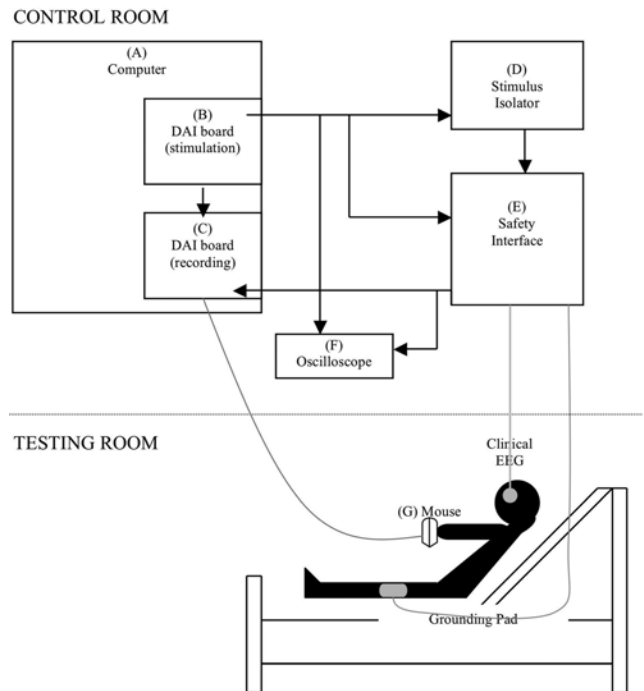 CONTROL ROOM
(A)
Computer
(B)
DAI board
(stimulation)
(C)
DAI board
(recording)
(D)
Stimulus
Isolator
(E)
Safety
Interface
(F)
Oscilloscope
TESTING ROOM
Clinical
EEG
(G) Mouse
Grounding Pad